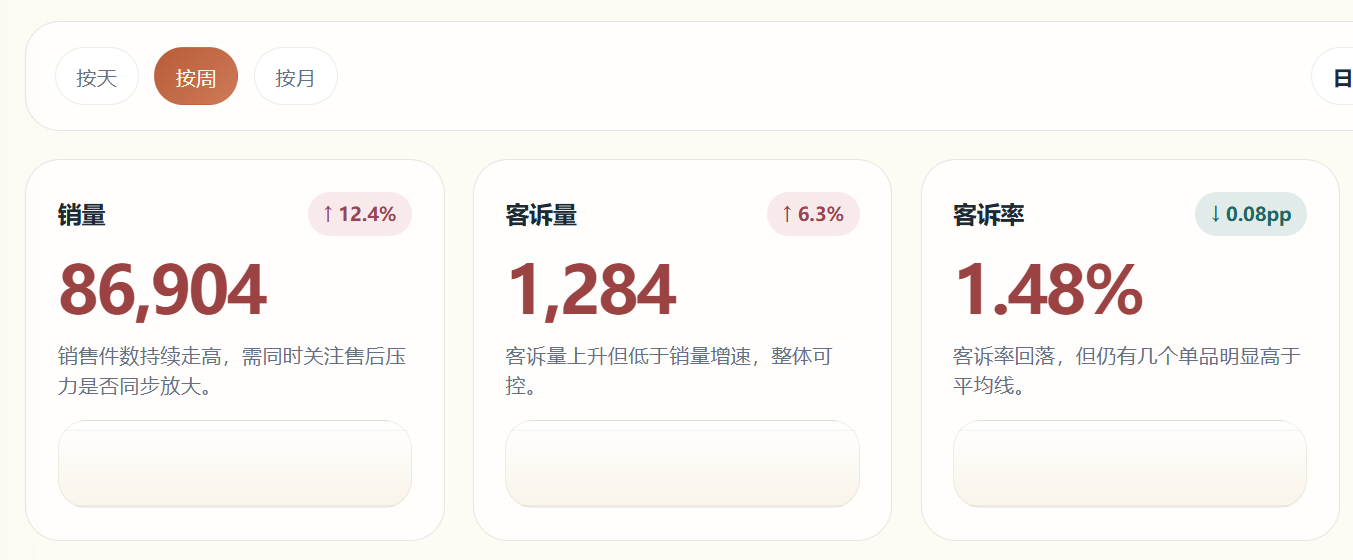 按天 按周 按月 日
销量 ↑ 12.4%
86,904
销售件数持续走高，需同时关注售后压
力是否同步放大。
客诉量 ↑ 6.3%
1,284
客诉量上升但低于销量增速，整体可
控。
客诉率 ↓ 0.08pp
1.48%
客诉率回落，但仍有几个单品明显高于
平均线。